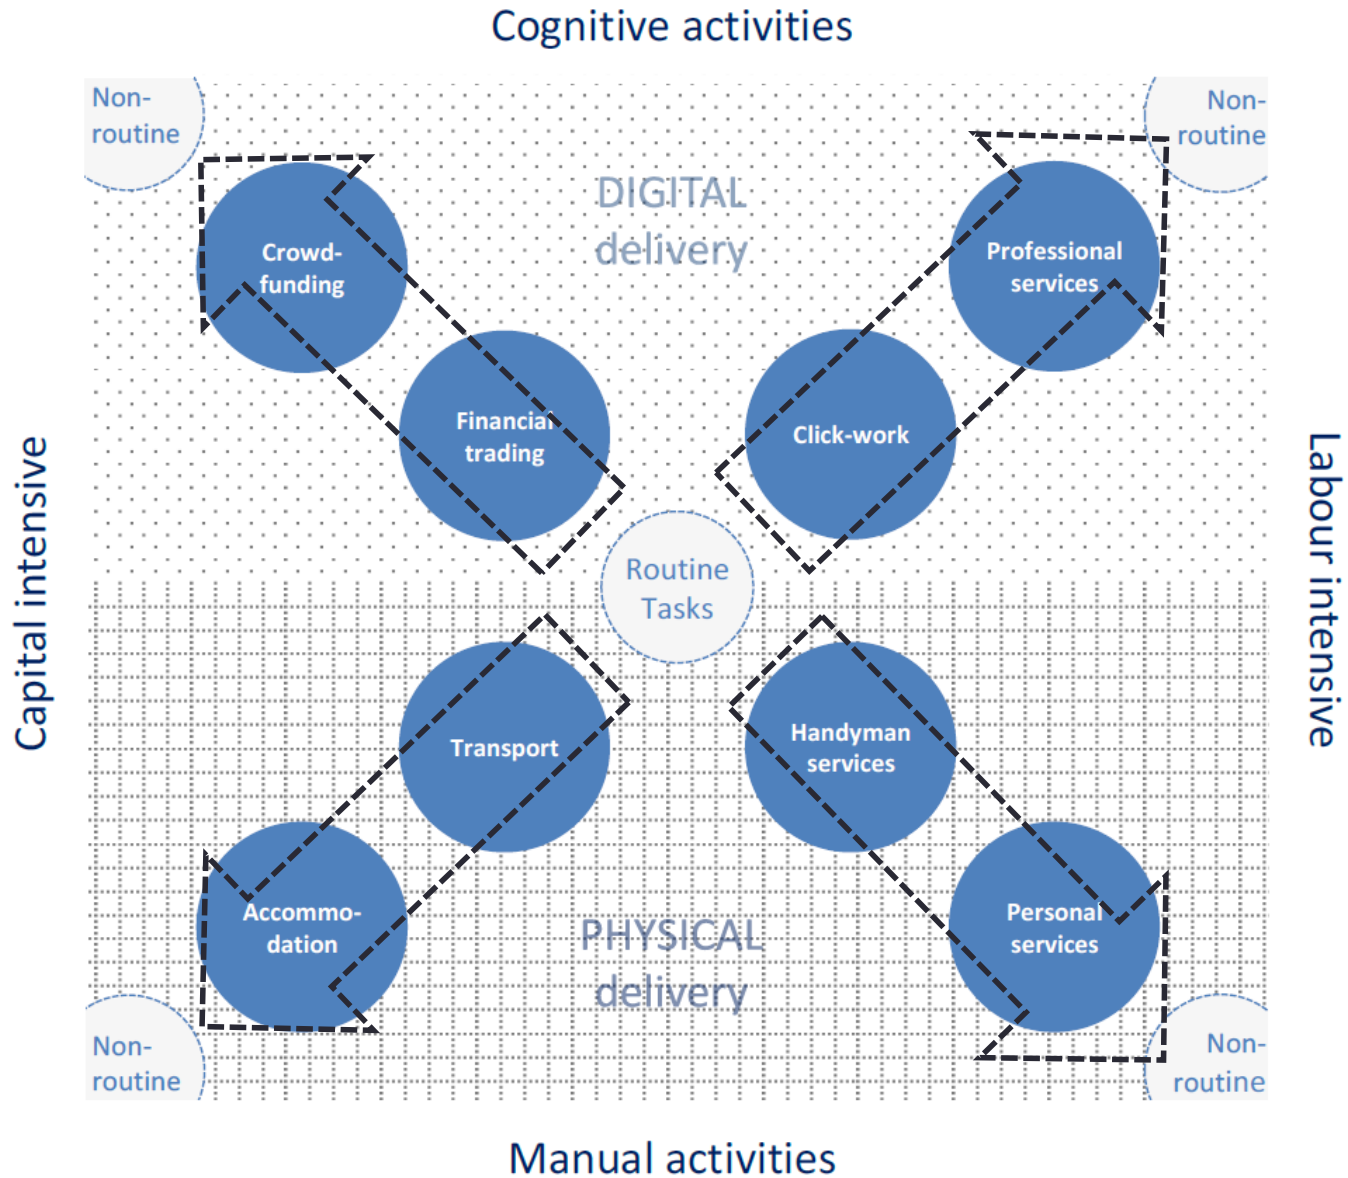 Cognitive activities
Non-
routine
Non-
routine
DIGITAL
delivery
Crowd-
funding
Professional
services
Financial
trading
Click-work
Capital intensive
Labour intensive
Routine
Tasks
Transport
Handyman
services
Accommo-
dation
PHYSICAL
delivery
Personal
services
Non-
routine
Non-
routine
Manual activities